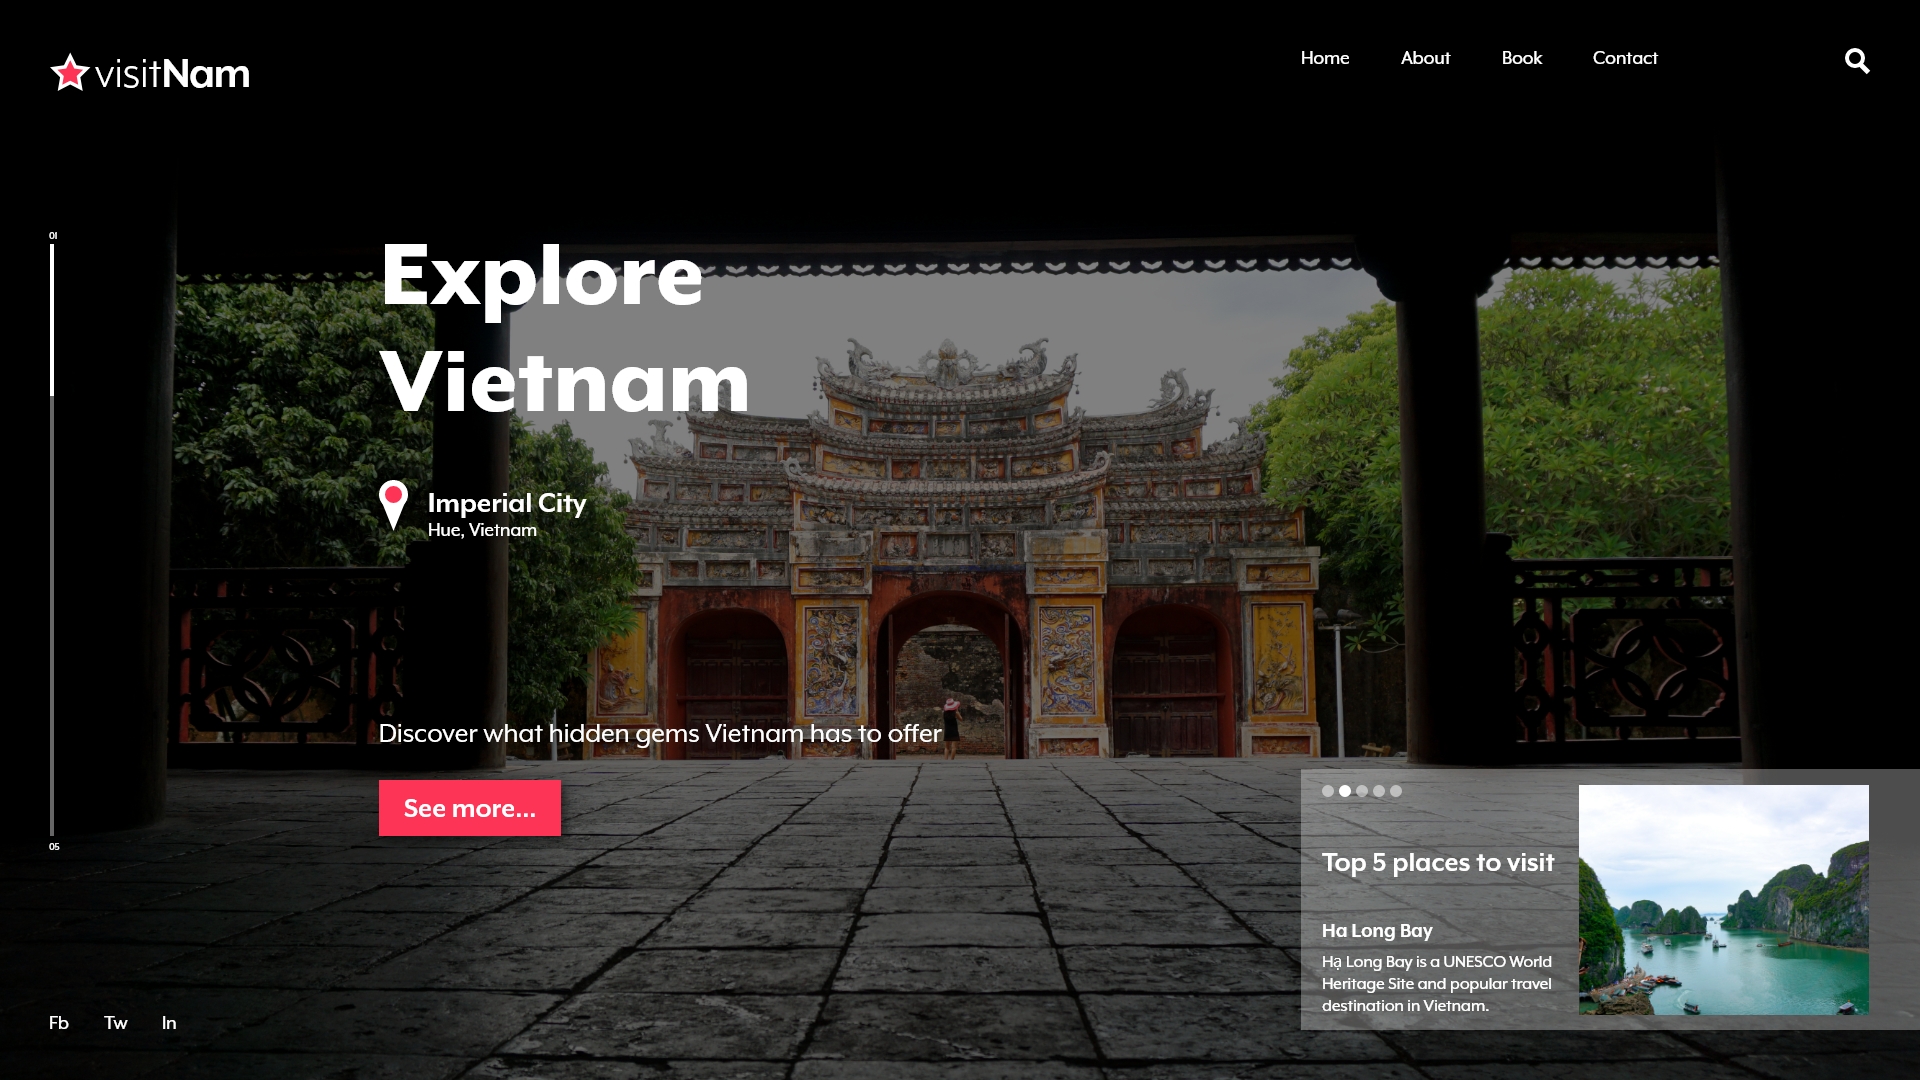 visitNam
Home
About
Book
Contact
01
Explore
Vietnam
Imperial City
Hue, Vietnam
Discover what hidden gems Vietnam has to offer
See more...
05
Top 5 places to visit
Ha Long Bay
Hạ Long Bay is a UNESCO World
Heritage Site and popular travel
destination in Vietnam.
Fb
Tw
In